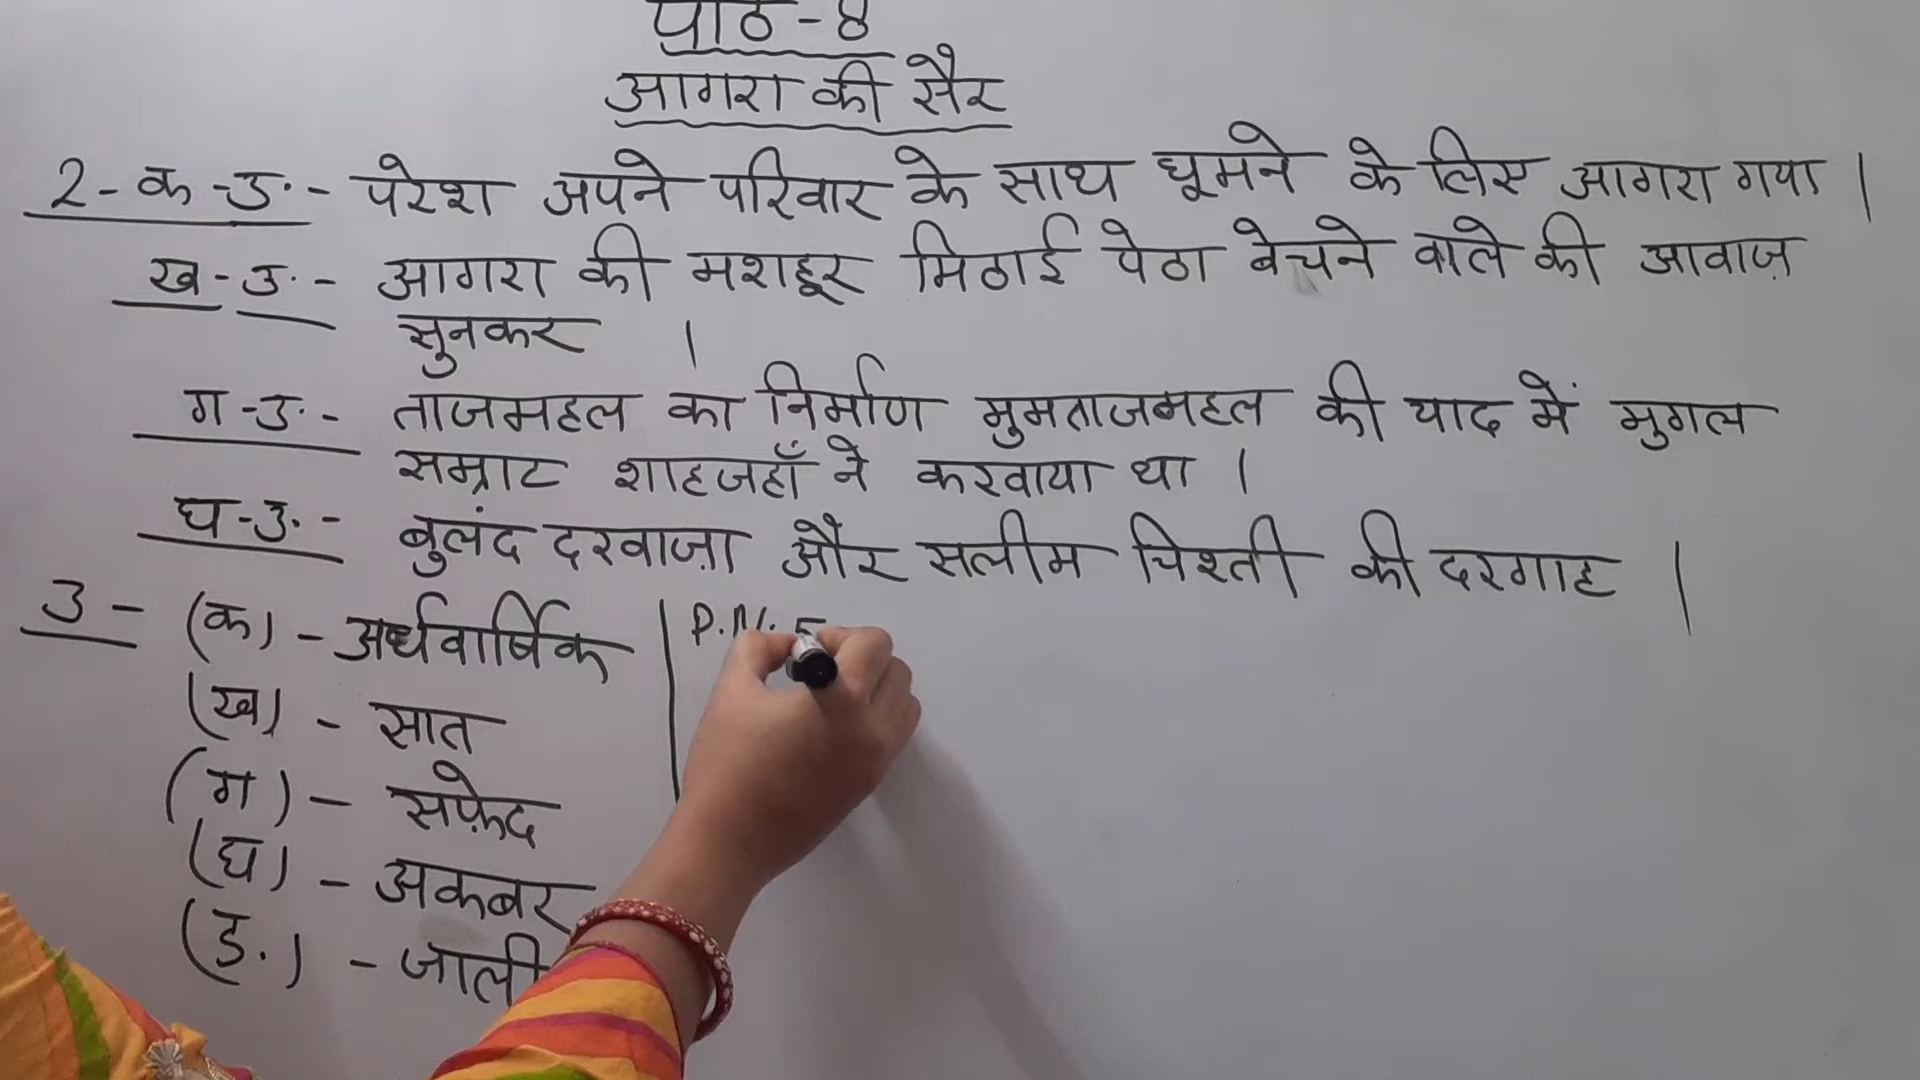 पाठ - 8
आगरा की सैर
2 - क - उ. - परेश अपने परिवार के साथ घूमने के लिए आगरा गया ।
ख - उ. - आगरा की मशहूर मिठाई पेठा बेचने वाले की आवाज़
सुनकर ।
ग - उ. - ताजमहल का निर्माण मुमताजमहल की याद में मुगल
सम्राट शाहजहाँ ने करवाया था ।
घ - उ. - बुलंद दरवाज़ा और सलीम चिश्ती की दरगाह ।
3 - (क) - अर्धवार्षिक
(ख) - सात
(ग) - सफ़ेद
(घ) - अकबर
(ड.) - जाली
P.N. 5